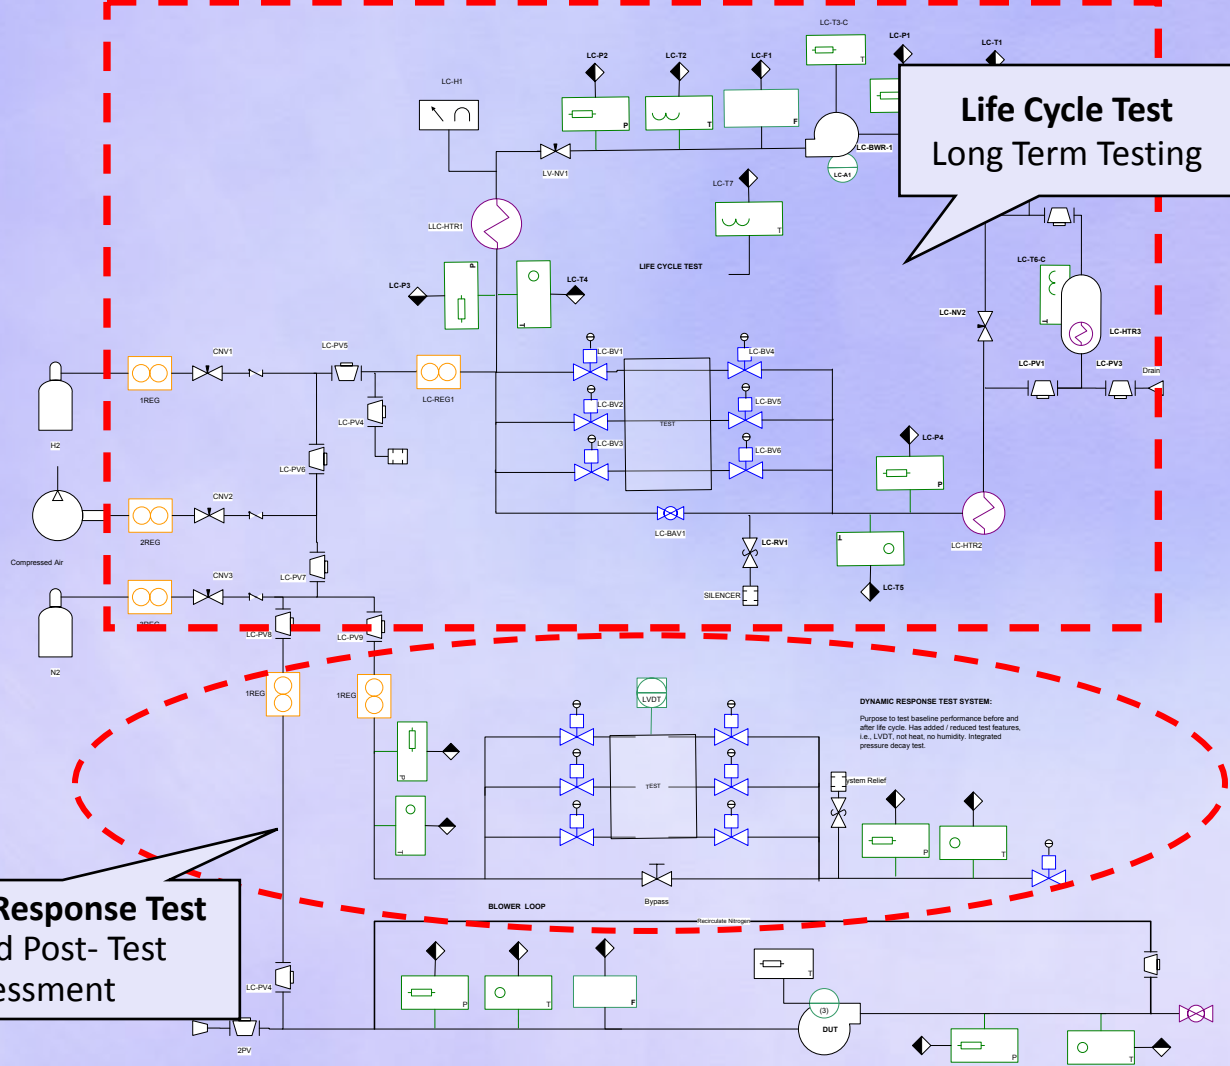 LC-T3-C
T
LC-P2
LC-T2
LC-F1
LC-P1
LC-T1
LC-H1
P
T
F
Life Cycle Test
Long Term Testing
LC-BWR-1
LC-A1
LV-NV1
LC-T7
T
LLC-HTR1
LIFE CYCLE TEST
P
LC-T4
LC-P3
T
LC-T6-C
T
LC-NV2
LC-HTR3
LC-PV5
CNV1
LC-BV1
LC-BV4
LC-PV1
LC-PV3
Drain
1REG
LC-REG1
LC-BV2
LC-BV5
LC-PV4
TEST
H2
LC-BV3
LC-BV6
LC-P4
LC-PV6
P
CNV2
2REG
LC-BAV1
LC-RV1
LC-HTR2
T
Compressed Air
CNV3
LC-PV7
LC-T5
SILENCER
LC-PV8
LC-PV9
N2
1REG
1REG
LVDT
DYNAMIC RESPONSE TEST SYSTEM:
Purpose to test baseline performance before and
after life cycle. Has added / reduced test features,
i.e., LVDT, not heat, no humidity. Integrated
pressure decay test.
P
TEST
ystem Relief
T
P
T
Bypass
Response Test
d Post- Test
essment
BLOWER LOOP
Recirculate Nitrogen
LC-PV4
P
T
F
T
(3)
DUT
2PV
P
T